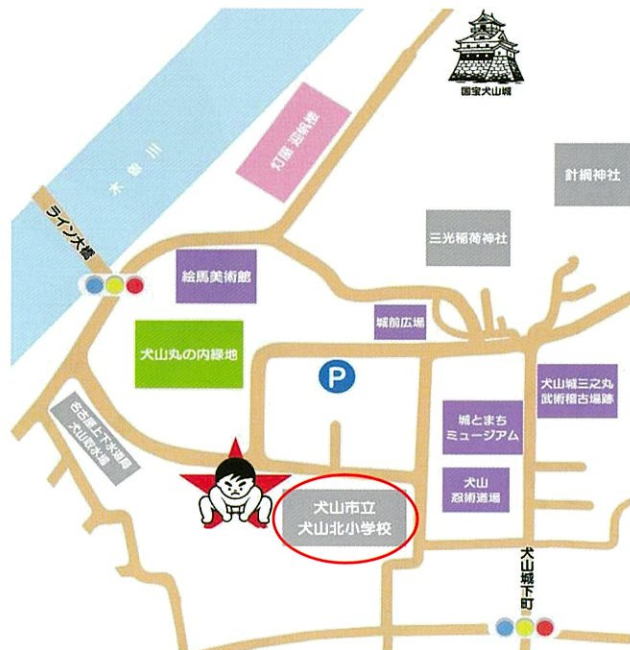 国宝犬山城
灯屋 迎帆楼
木曽川
針綱神社
ライン大橋
三光稲荷神社
絵馬美術館
城前広場
犬山丸の内緑地
P
犬山城三之丸
武術稽古場跡
名古屋上下水道局
犬山取水場
城とまち
ミュージアム
犬山
忍術道場
犬山市立
犬山北小学校
犬山城下町